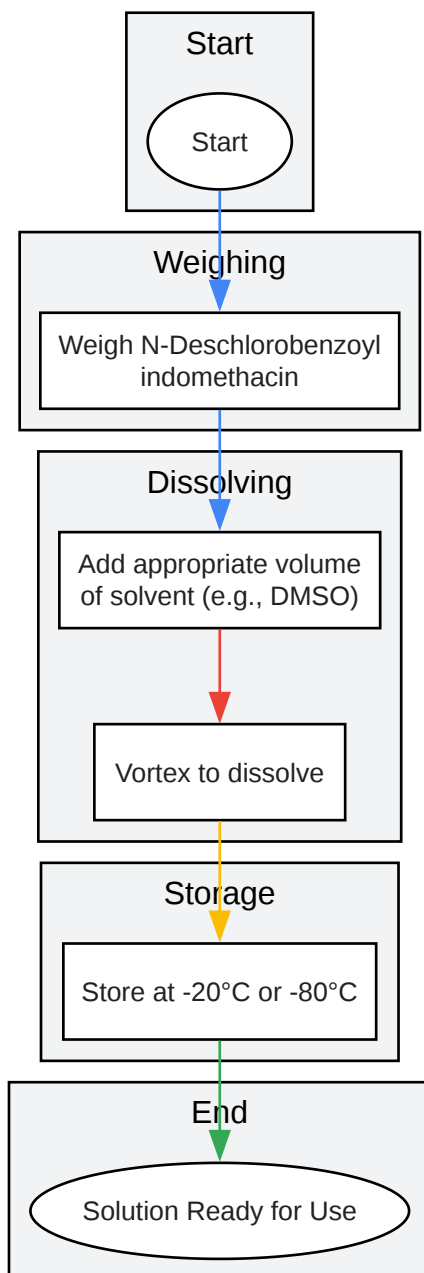 Start
Start
Weighing
Weigh N-Deschlorobenzoyl
indomethacin
Dissolving
Add appropriate volume
of solvent (e.g., DMSO)
Vortex to dissolve
Storage
Store at -20°C or -80°C
End
Solution Ready for Use